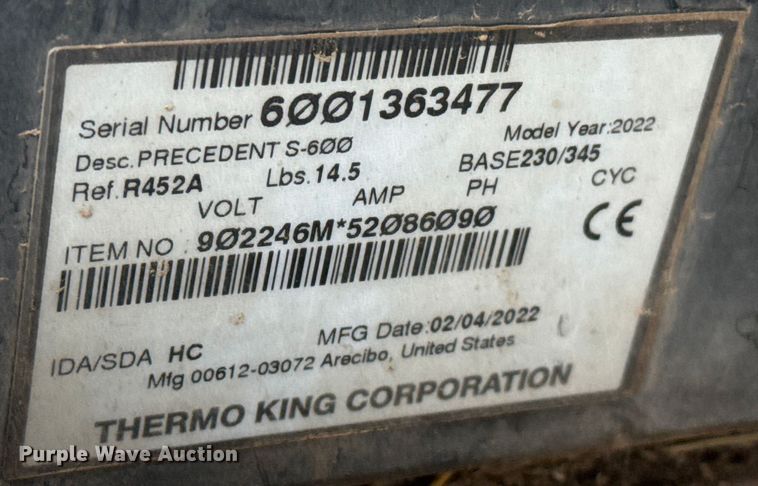 Serial Number 6ØØ1363477
Desc.PRECEDENT S-6ØØ Model Year:2022
Ref.R452A Lbs.14.5 BASE230/345
VOLT AMP PH CYC
ITEM NO : 9Ø2246M*52Ø86Ø9Ø CE
IDA/SDA HC MFG Date:02/04/2022
Mfg 00612-03072 Arecibo, United States
THERMO KING CORPORATION
Purple Wave Auction